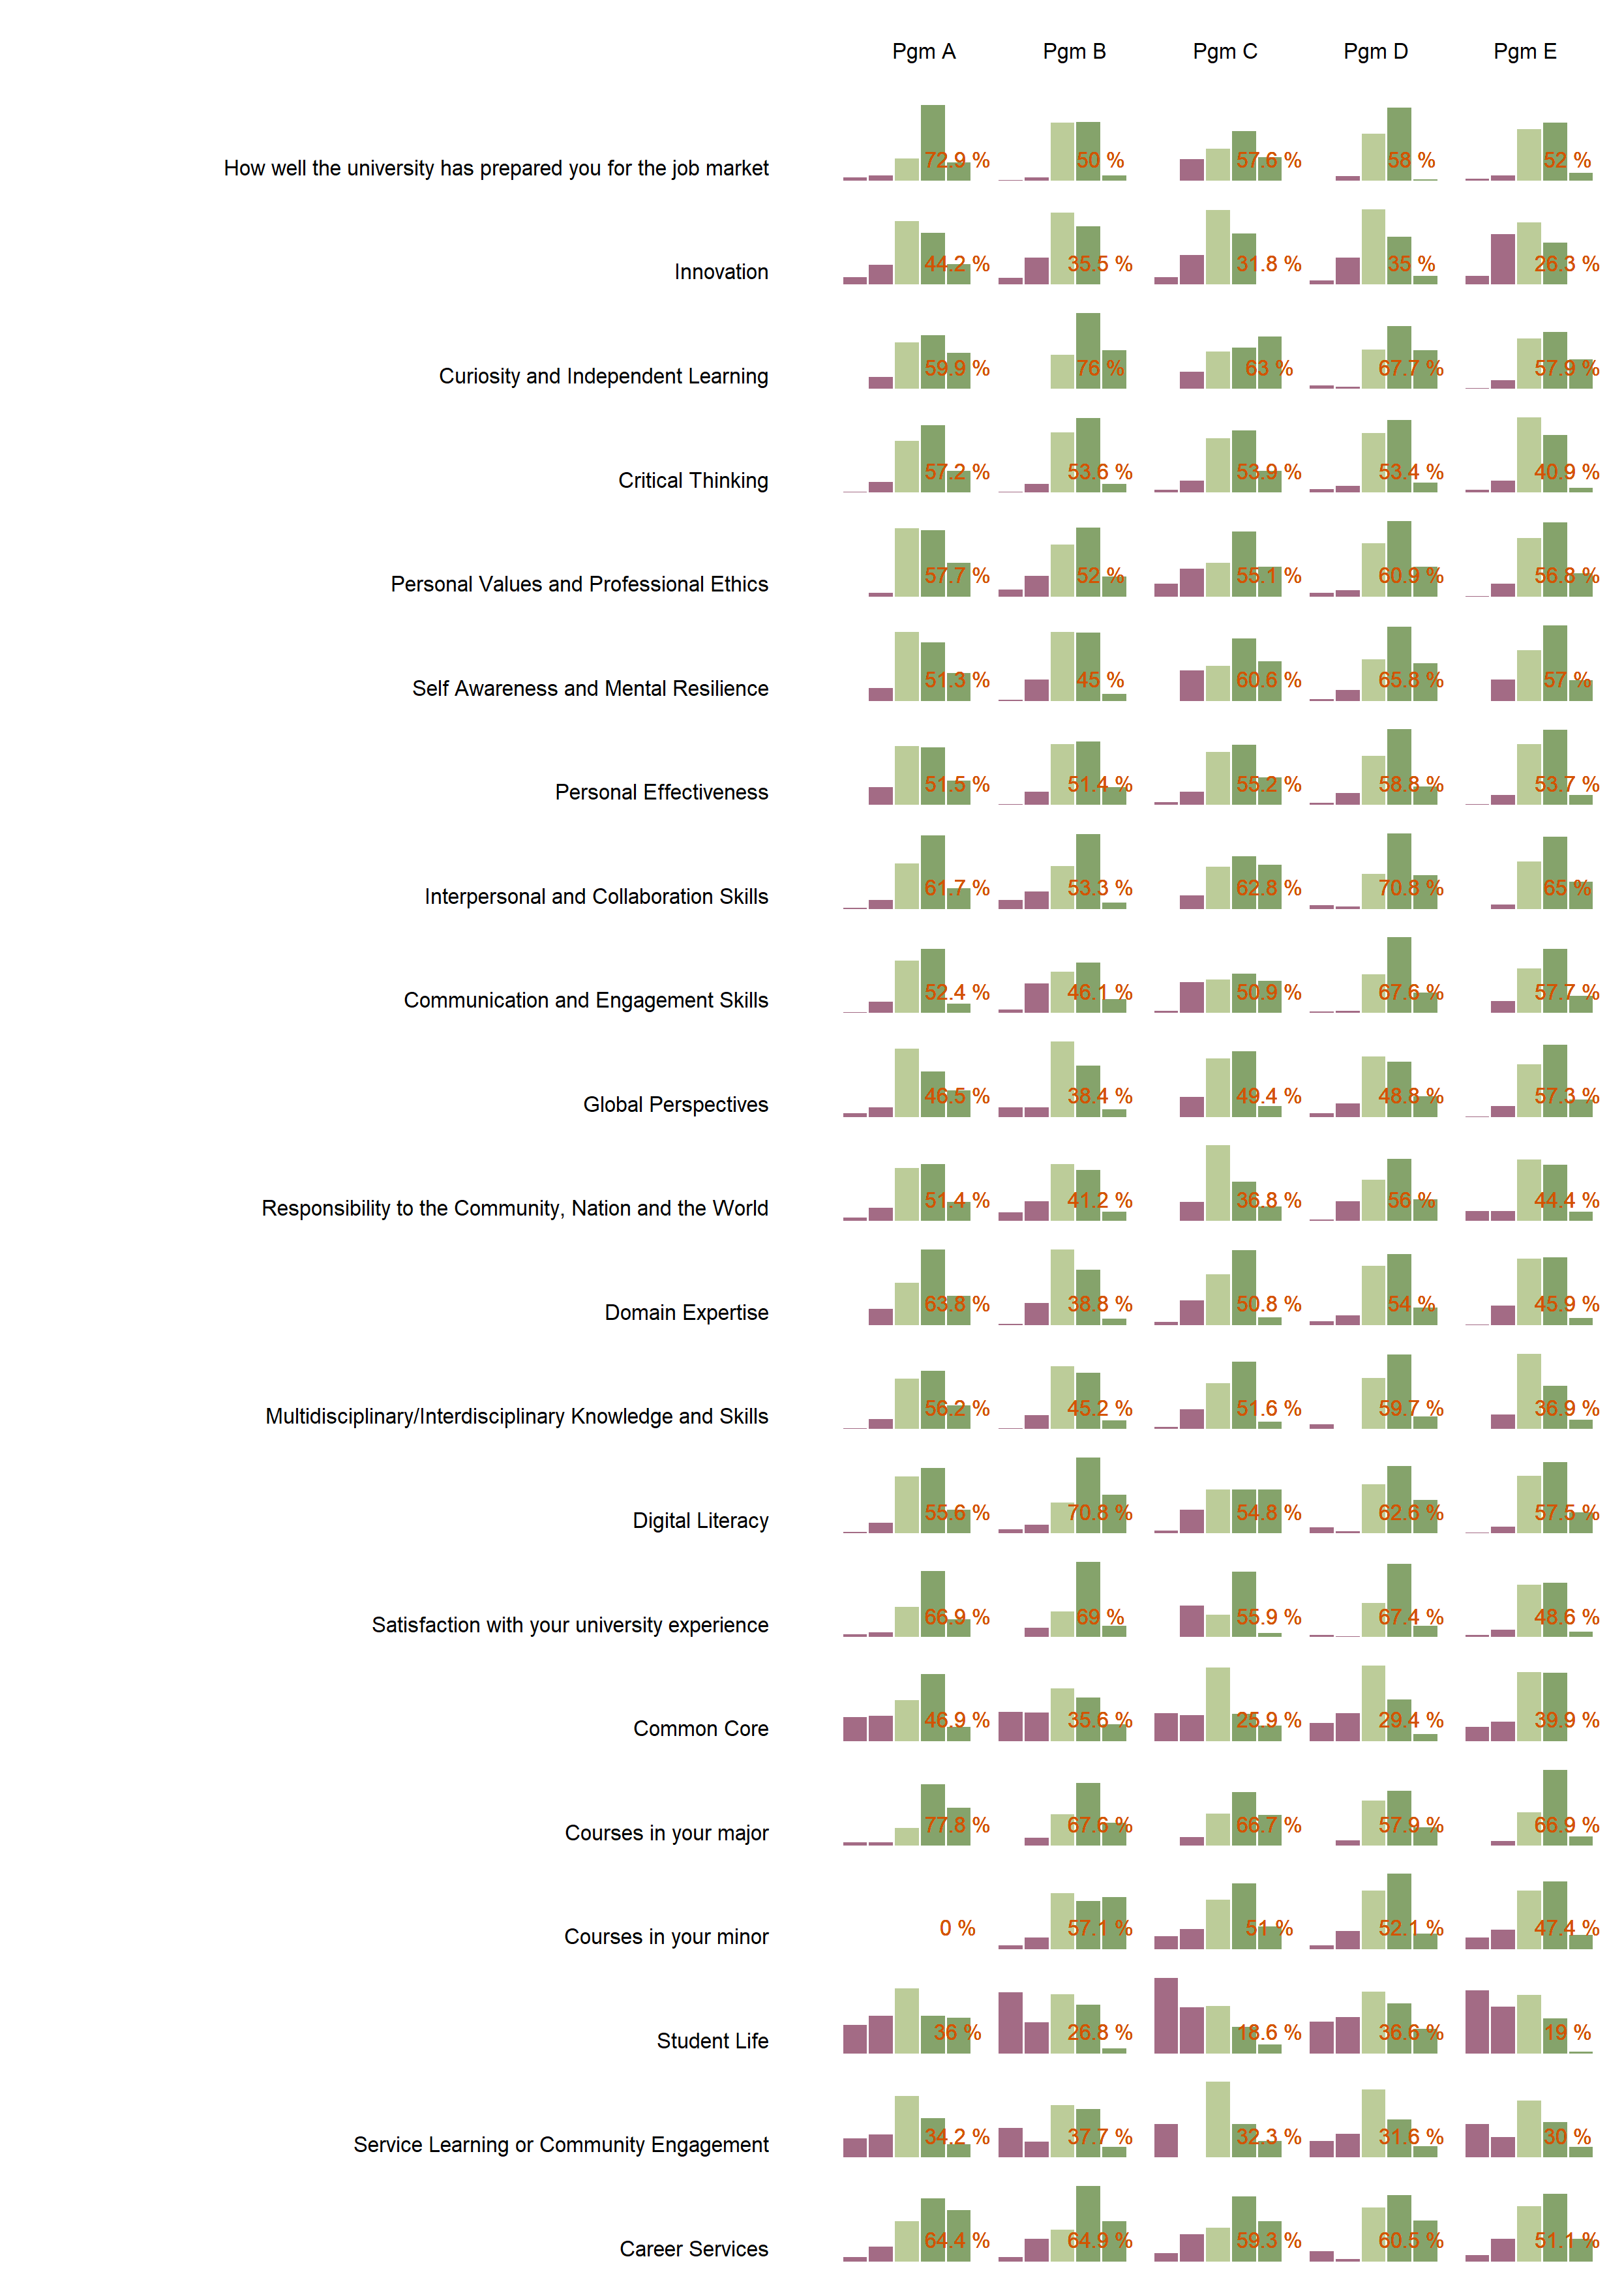 Pgm A Pgm B Pgm C Pgm D Pgm E
How well the university has prepared you for the job market 72.9 % 50 % 57.6 % 58 % 52 %
Innovation 44.2 % 35.5 % 31.8 % 35 % 26.3 %
Curiosity and Independent Learning 59.9 % 76 % 63 % 67.7 % 57.9 %
Critical Thinking 57.2 % 53.6 % 53.9 % 53.4 % 40.9 %
Personal Values and Professional Ethics 57.7 % 52 % 55.1 % 60.9 % 56.8 %
Self Awareness and Mental Resilience 51.3 % 45 % 60.6 % 65.8 % 57 %
Personal Effectiveness 51.5 % 51.4 % 55.2 % 58.8 % 53.7 %
Interpersonal and Collaboration Skills 61.7 % 53.3 % 62.8 % 70.8 % 65 %
Communication and Engagement Skills 52.4 % 46.1 % 50.9 % 67.6 % 57.7 %
Global Perspectives 46.5 % 38.4 % 49.4 % 48.8 % 57.3 %
Responsibility to the Community, Nation and the World 51.4 % 41.2 % 36.8 % 56 % 44.4 %
Domain Expertise 63.8 % 38.8 % 50.8 % 54 % 45.9 %
Multidisciplinary/Interdisciplinary Knowledge and Skills 56.2 % 45.2 % 51.6 % 59.7 % 36.9 %
Digital Literacy 55.6 % 70.8 % 54.8 % 62.6 % 57.5 %
Satisfaction with your university experience 66.9 % 69 % 55.9 % 67.4 % 48.6 %
Common Core 46.9 % 35.6 % 25.9 % 29.4 % 39.9 %
Courses in your major 77.8 % 67.6 % 66.7 % 57.9 % 66.9 %
Courses in your minor 0 % 57.1 % 51 % 52.1 % 47.4 %
Student Life 36 % 26.8 % 18.6 % 36.6 % 19 %
Service Learning or Community Engagement 34.2 % 37.7 % 32.3 % 31.6 % 30 %
Career Services 64.4 % 64.9 % 59.3 % 60.5 % 51.1 %